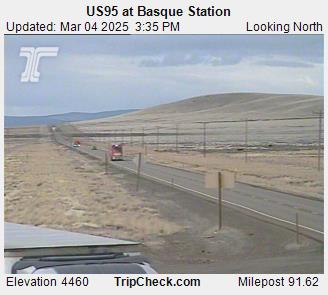 US95 at Basque Station
Updated: Mar 04 2025 3:35 PM Looking North
Elevation 4460 TripCheck.com Milepost 91.62